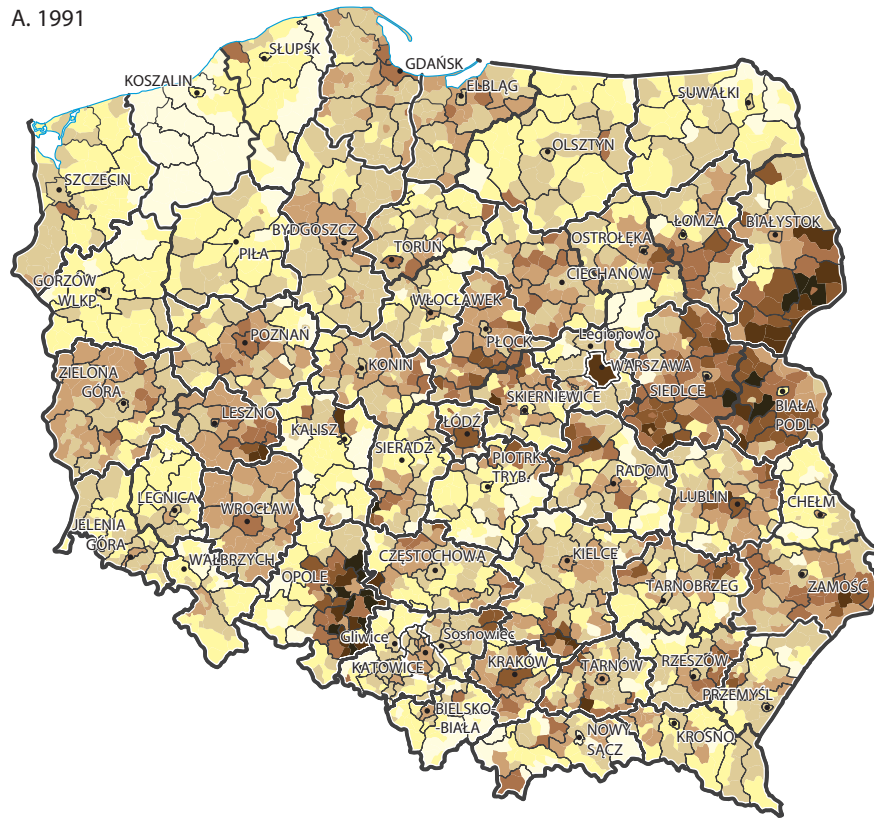 A. 1991
SŁUPSK
GDAŃSK
KOSZALIN
ELBLĄG
SUWAŁKI
OLSZTYN
SZCZECIN
BYDGOSZCZ
TORUŃ
OSTROŁĘKA
ŁOMŻA
BIAŁYSTOK
PIŁA
CIECHANÓW
GORZÓW
WLKP.
WŁOCŁAWEK
POZNAŃ
PŁOCK
Legionowo
WARSZAWA
KONIN
ZIELONA
GÓRA
SIEDLCE
SKIERNIEWICE
BIAŁA
PODL.
LESZNO
KALISZ
ŁÓDŹ
SIERADZ
PIOTRK.
TRYB.
RADOM
LUBLIN
CHEŁM
LEGNICA
WROCŁAW
JELENIA
GÓRA
WAŁBRZYCH
OPOLE
CZĘSTOCHOWA
KIELCE
TARNOBRZEG
ZAMOŚĆ
Gliwice
Sosnowiec
KATOWICE
KRAKÓW
TARNÓW
RZESZÓW
PRZEMYŚL
BIELSKO-
-BIAŁA
NOWY
SĄCZ
KROSNO